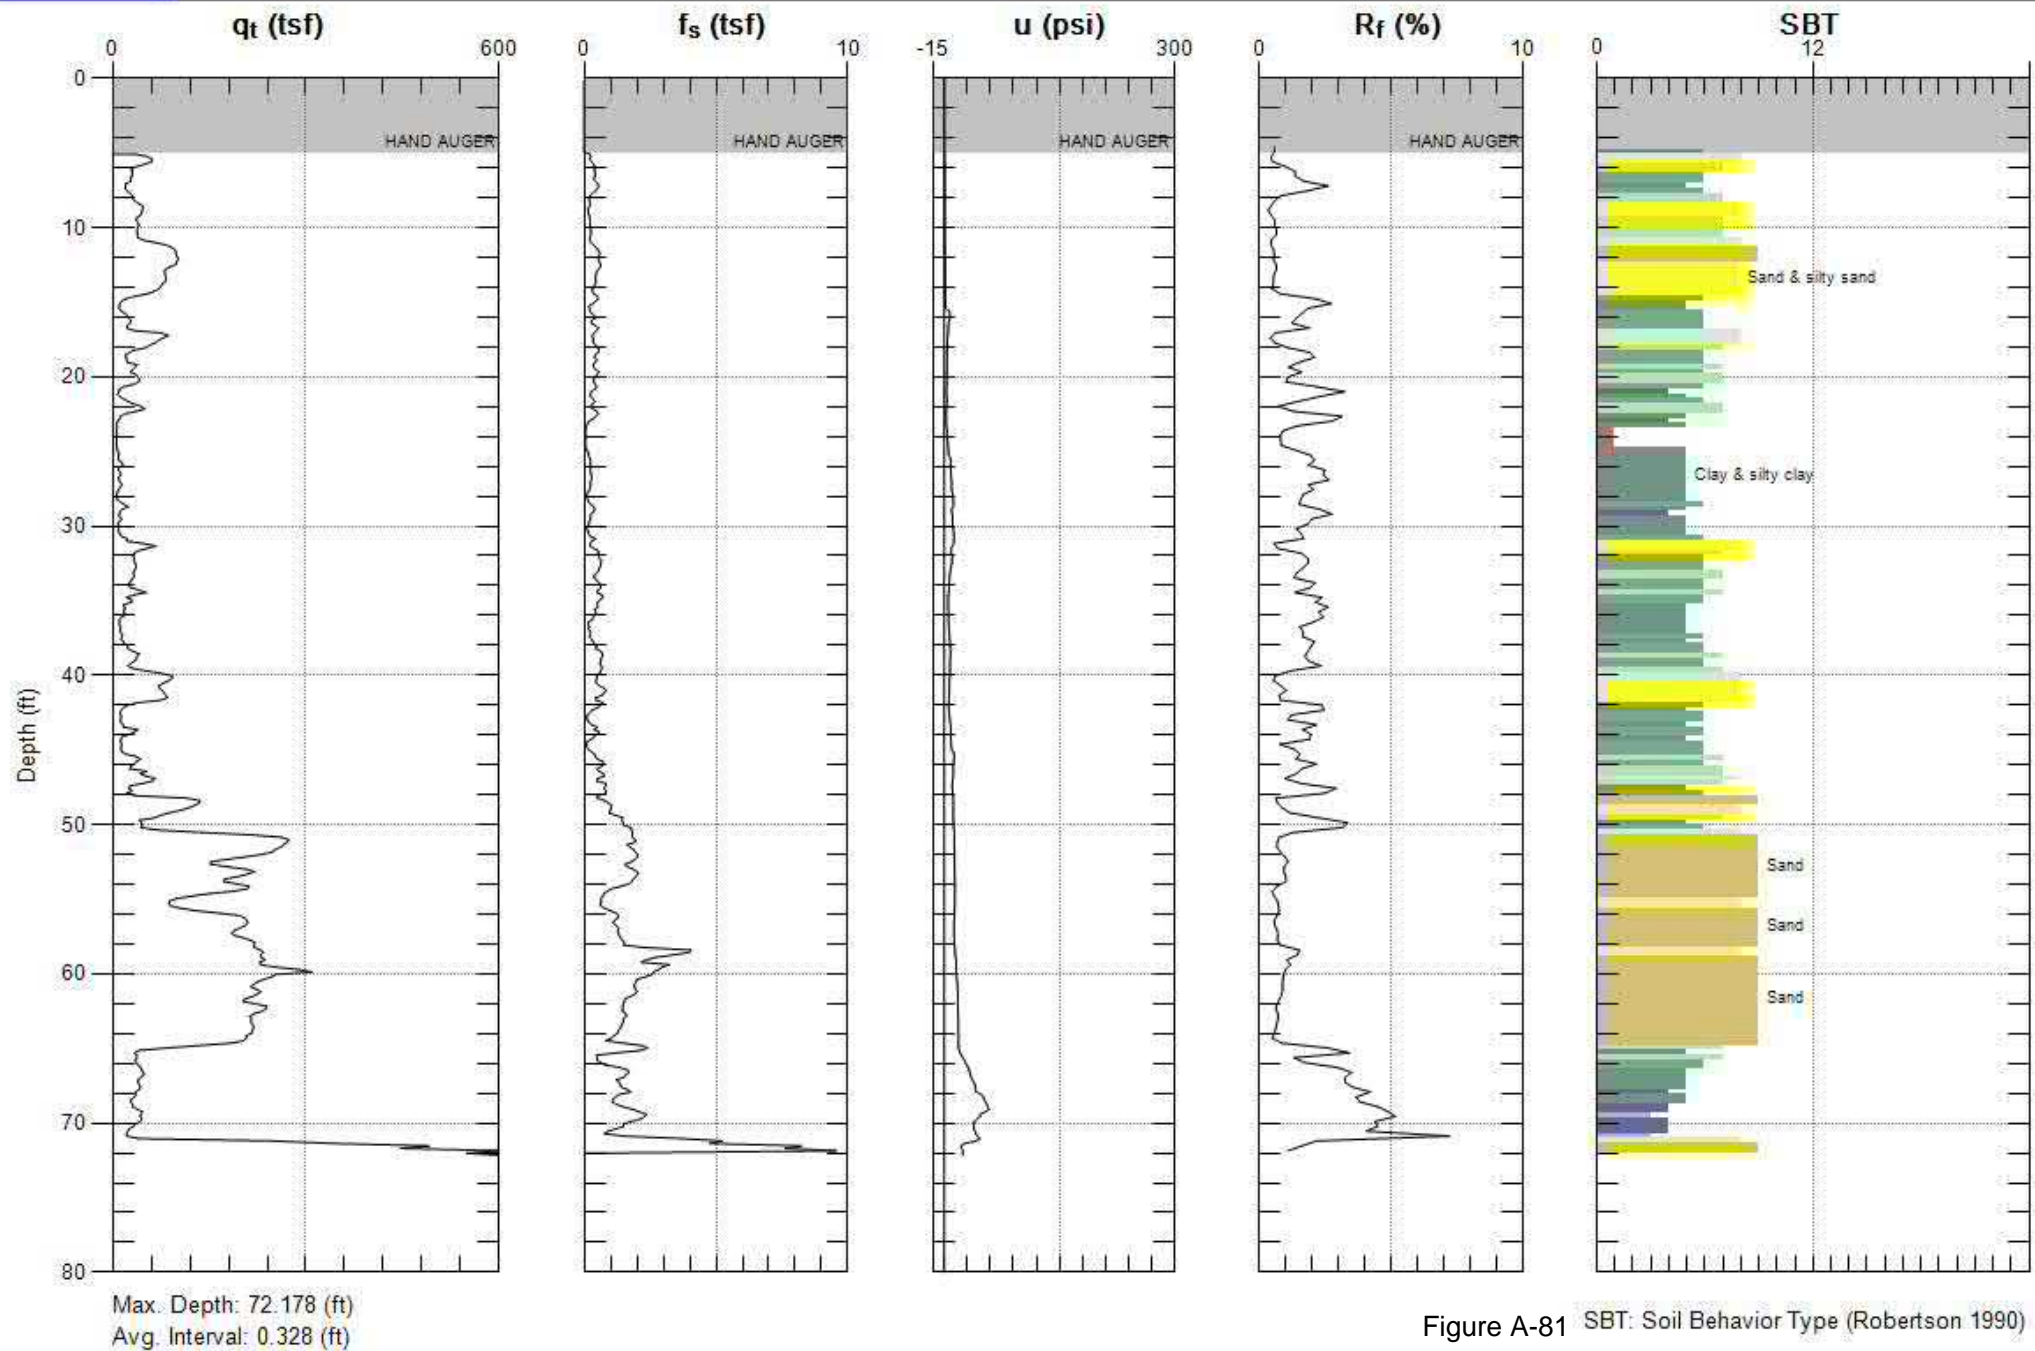 qt (tsf) fs (tsf) u (psi) Rf (%) SBT
0 600 0 10 -15 300 0 10 0 12
0
HAND AUGER HAND AUGER HAND AUGER HAND AUGER
10
Sand & silty sand
20
Clay & silty clay
30
40
Depth (ft)
50
Sand
Sand
60
Sand
70
80
Max. Depth: 72.178 (ft)
Avg. Interval: 0.328 (ft)
Figure A-81 SBT: Soil Behavior Type (Robertson 1990)